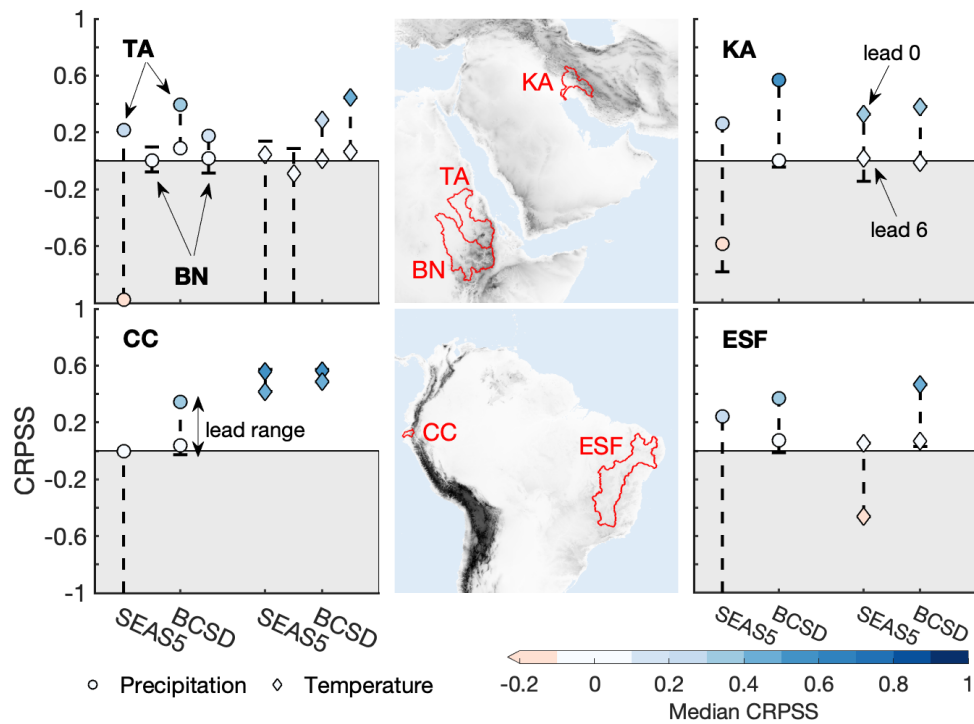 1
0.6
0.2
-0.2
-0.6
TA
BN
KA
TA
BN
KA
lead 0
lead 6
1
0.6
0.2
-0.2
-0.6
-1
CRPSS
CC
lead range
CC
ESF
ESF
SEAS5
BCSD
SEAS5
BCSD
SEAS5
BCSD
SEAS5
BCSD
Precipitation
Temperature
-0.2
0
0.2
0.4
0.6
0.8
1
Median CRPSS